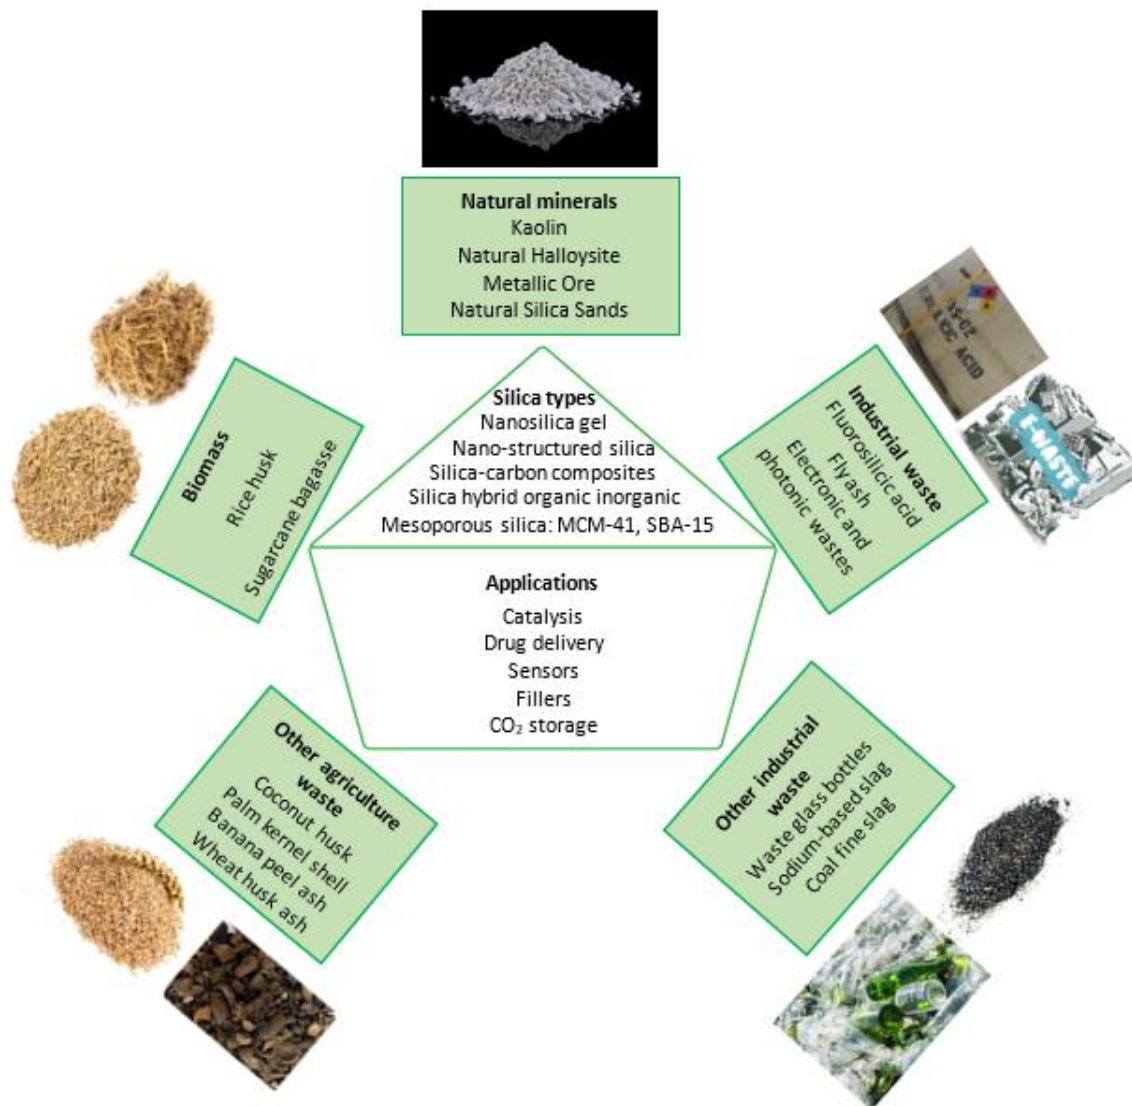 Natural minerals
Kaolin
Natural Halloysite
Metallic Ore
Natural Silica Sands
Biomass
Rice husk
Sugarcane bagasse
Silica types
Nanosilica gel
Nano-structured silica
Silica-carbon composites
Silica hybrid organic inorganic
Mesoporous silica: MCM-41, SBA-15
Applications
Catalysis
Drug delivery
Sensors
Fillers
CO₂ storage
Industrial waste
Fluorosilicic acid
Fly ash
Electronic and
photonic wastes
ACID
E-WASTE
Other agriculture
waste
Coconut husk
Palm kernel shell
Banana peel ash
Wheat husk ash
Other industrial
waste
Waste glass bottles
Sodium-based slag
Coal fine slag